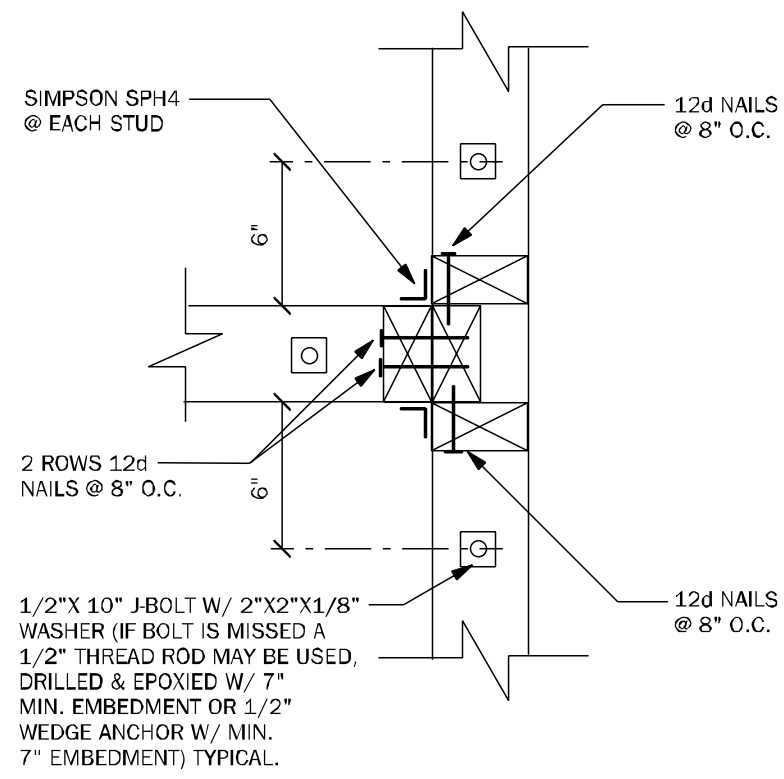 SIMPSON SPH4
@ EACH STUD
12d NAILS
@ 8" O.C.
6"
2 ROWS 12d
NAILS @ 8" O.C.
6"
1/2"X 10" J-BOLT W/ 2"X2"X1/8"
WASHER (IF BOLT IS MISSED A
1/2" THREAD ROD MAY BE USED,
DRILLED & EPOXIED W/ 7"
MIN. EMBEDMENT OR 1/2"
WEDGE ANCHOR W/ MIN.
7" EMBEDMENT) TYPICAL.
12d NAILS
@ 8" O.C.